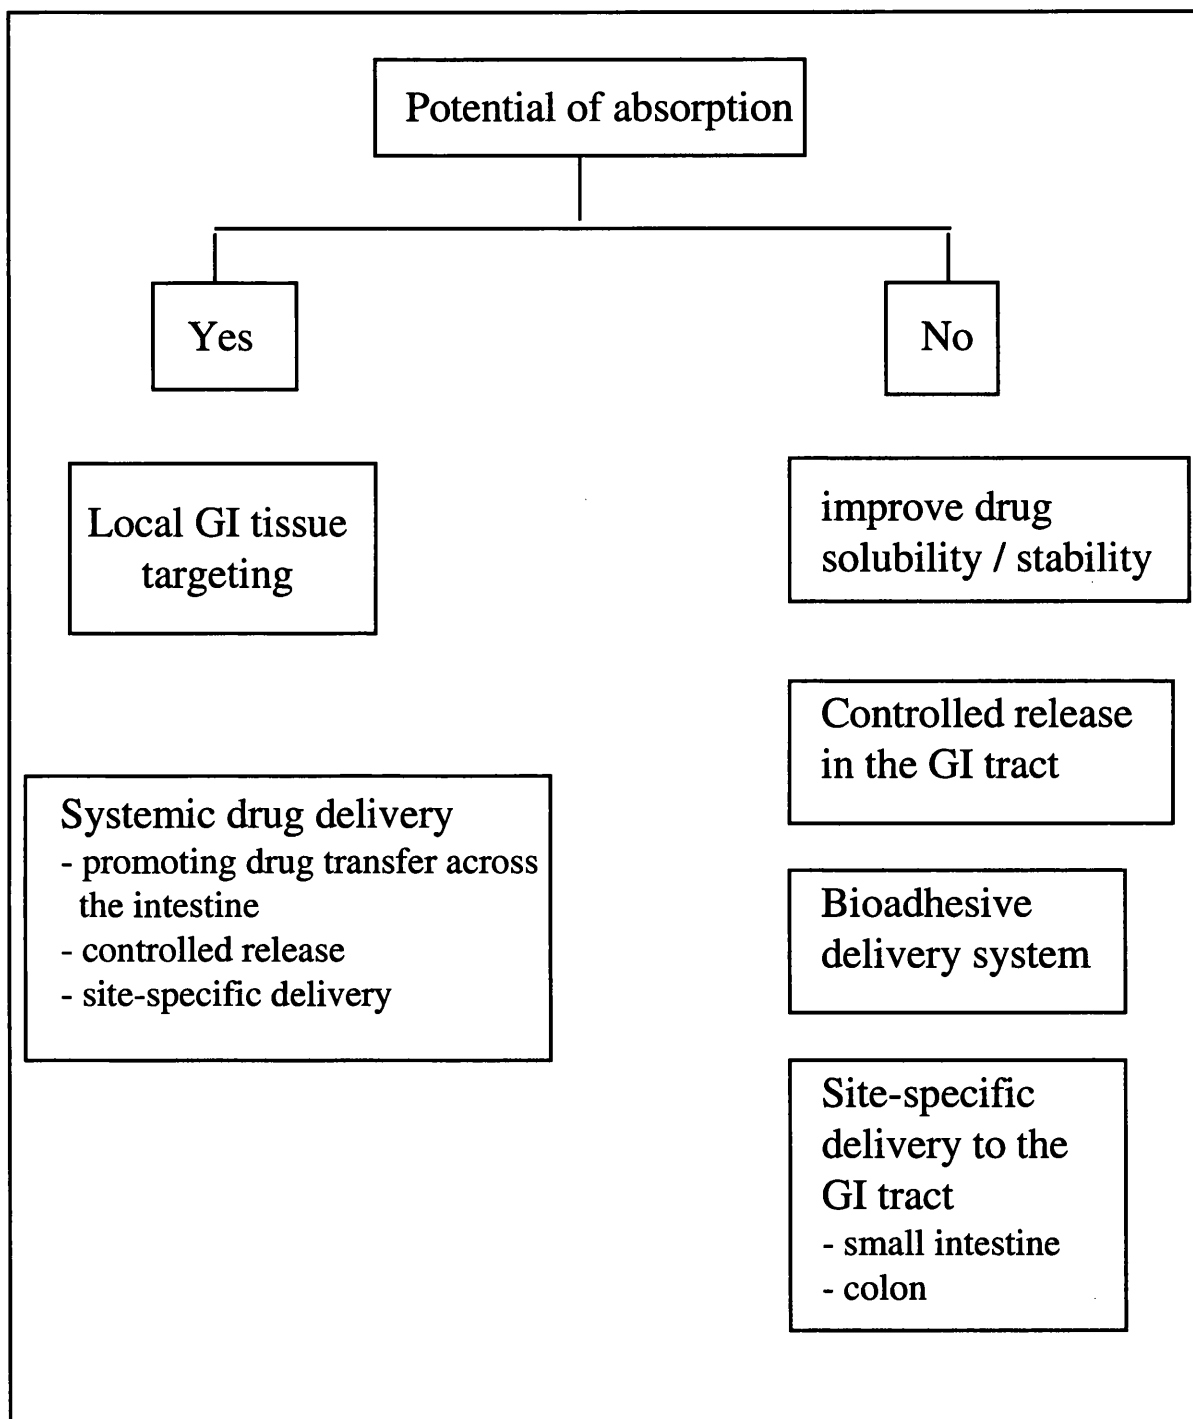 Potential of absorption
Yes
No
Local GI tissue
targeting
Systemic drug delivery
- promoting drug transfer across
the intestine
- controlled release
- site-specific delivery
improve drug
solubility / stability
Controlled release
in the GI tract
Bioadhesive
delivery system
Site-specific
delivery to the
GI tract
- small intestine
- colon